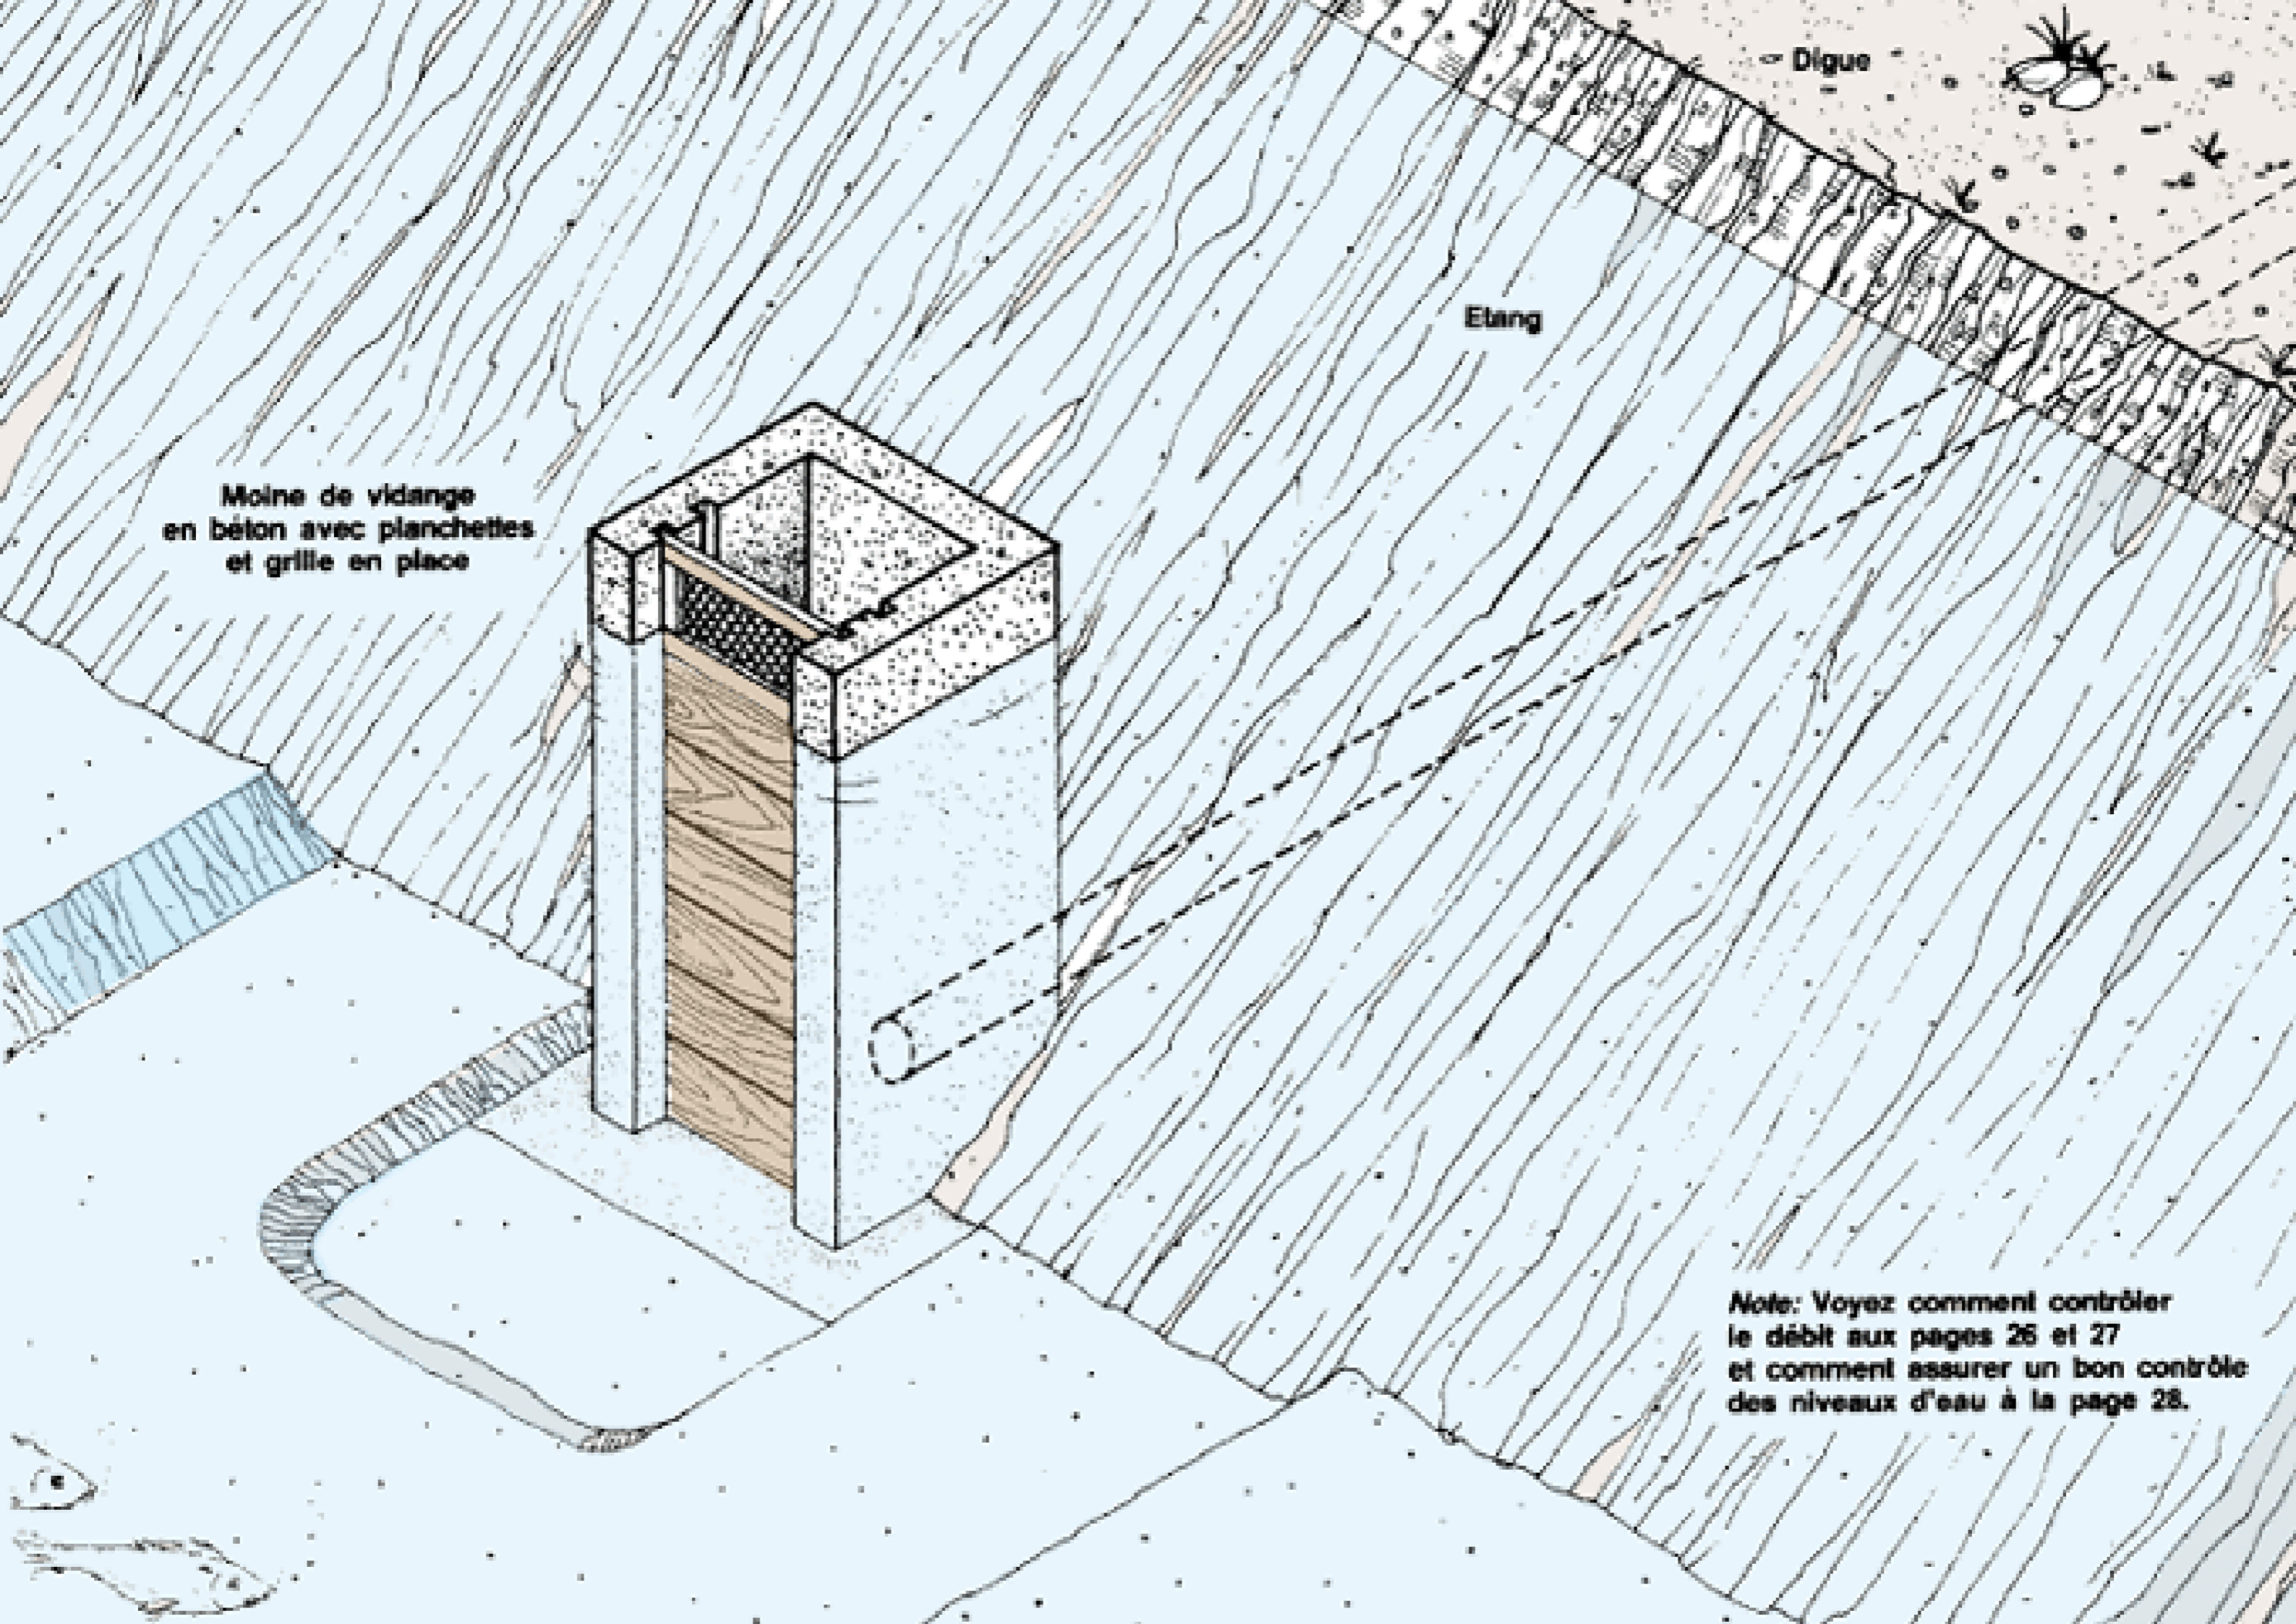 Digue
Etang
Moine de vidange
en béton avec planchettes
et grille en place
Note: Voyez comment contrôler
le débit aux pages 26 et 27
et comment assurer un bon contrôle
des niveaux d'eau à la page 28.